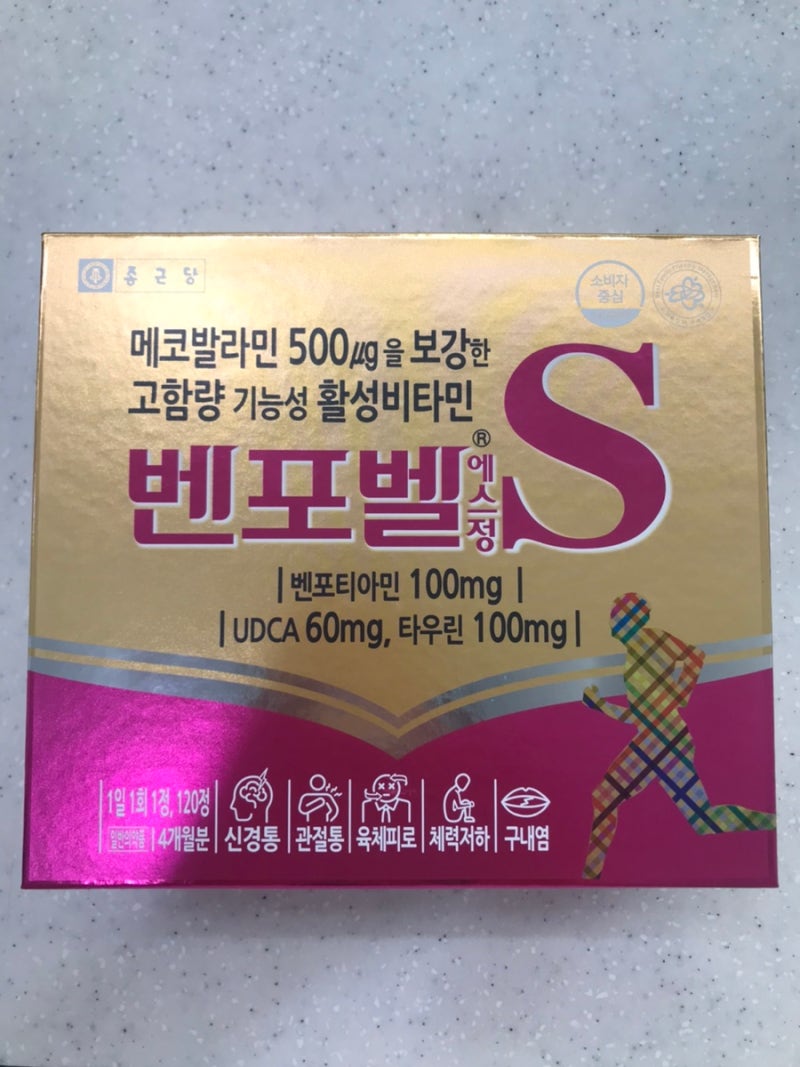 종근당
소비자
중심
메코발라민 500㎍을 보강한
고함량 기능성 활성비타민
벤포벨® 에스정 S
|벤포티아민 100mg |
|UDCA 60mg, 타우린 100mg|
1일 1회 1정, 120정
일반의약품 4개월분
신경통
관절통
육체피로
체력저하
구내염